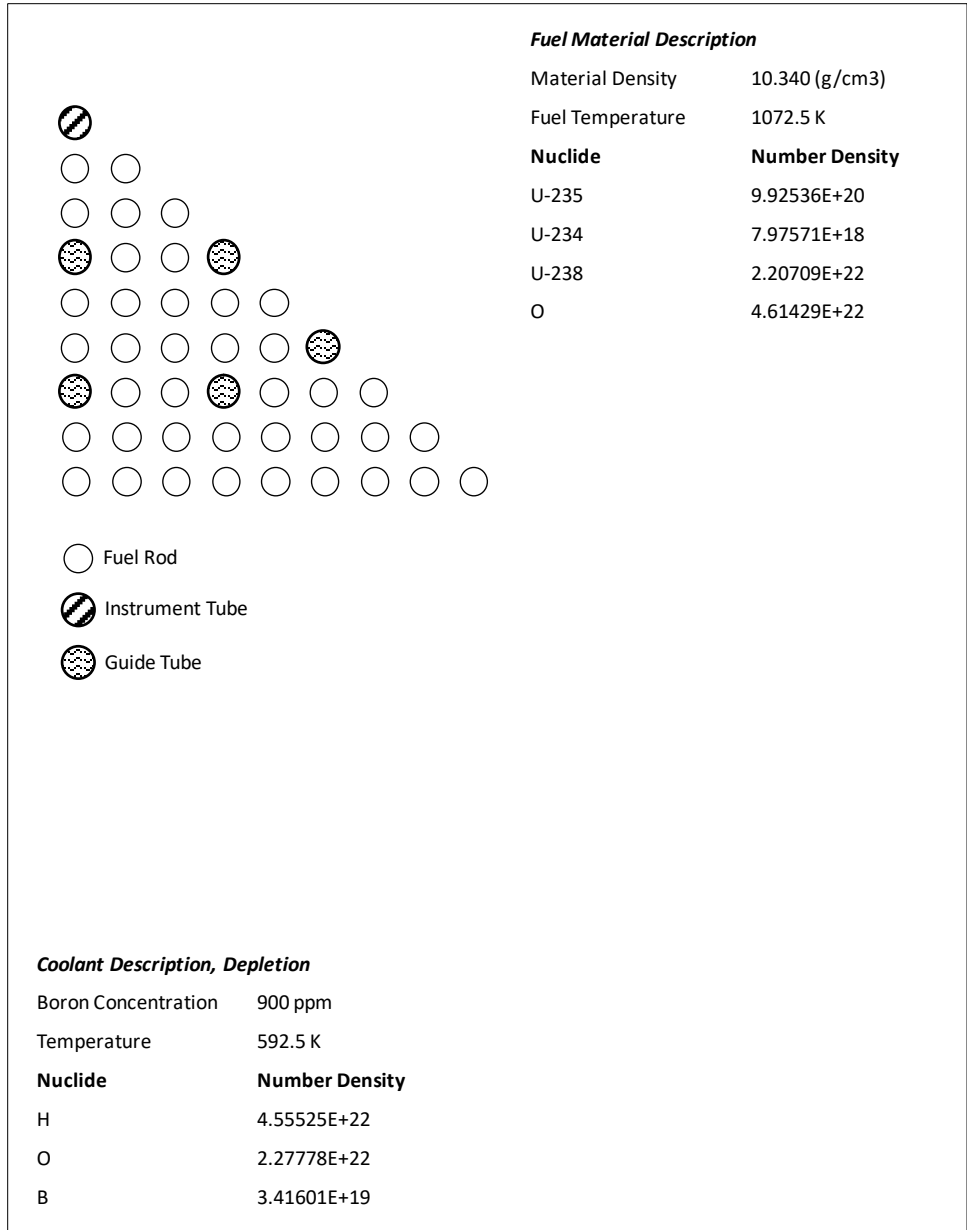 Fuel Material Description
Material Density 10.340 (g/cm3)
Fuel Temperature 1072.5 K
Nuclide Number Density
U-235 9.92536E+20
U-234 7.97571E+18
U-238 2.20709E+22
O 4.61429E+22
Fuel Rod
Instrument Tube
Guide Tube
Coolant Description, Depletion
Boron Concentration 900 ppm
Temperature 592.5 K
Nuclide Number Density
H 4.55525E+22
O 2.27778E+22
B 3.41601E+19